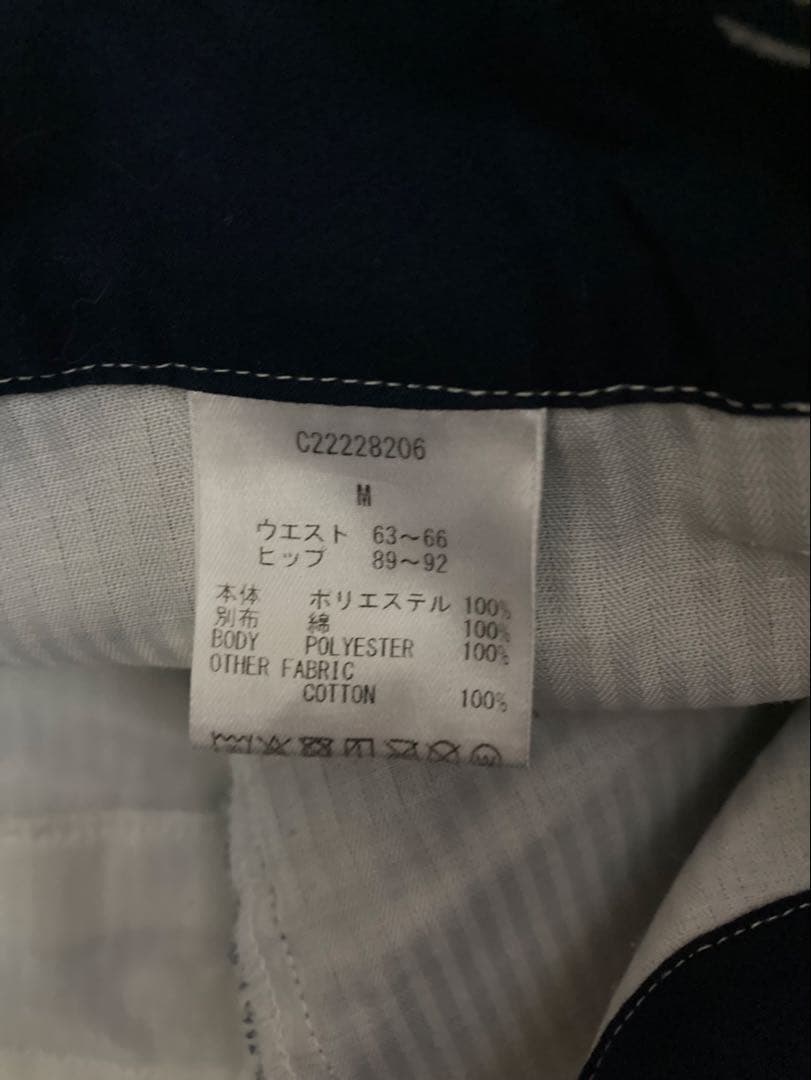 C22228206
M
ウエスト 63～66
ヒップ 89～92
本体 ポリエステル 100%
別布 綿 100%
BODY POLYESTER 100%
OTHER FABRIC
COTTON 100%